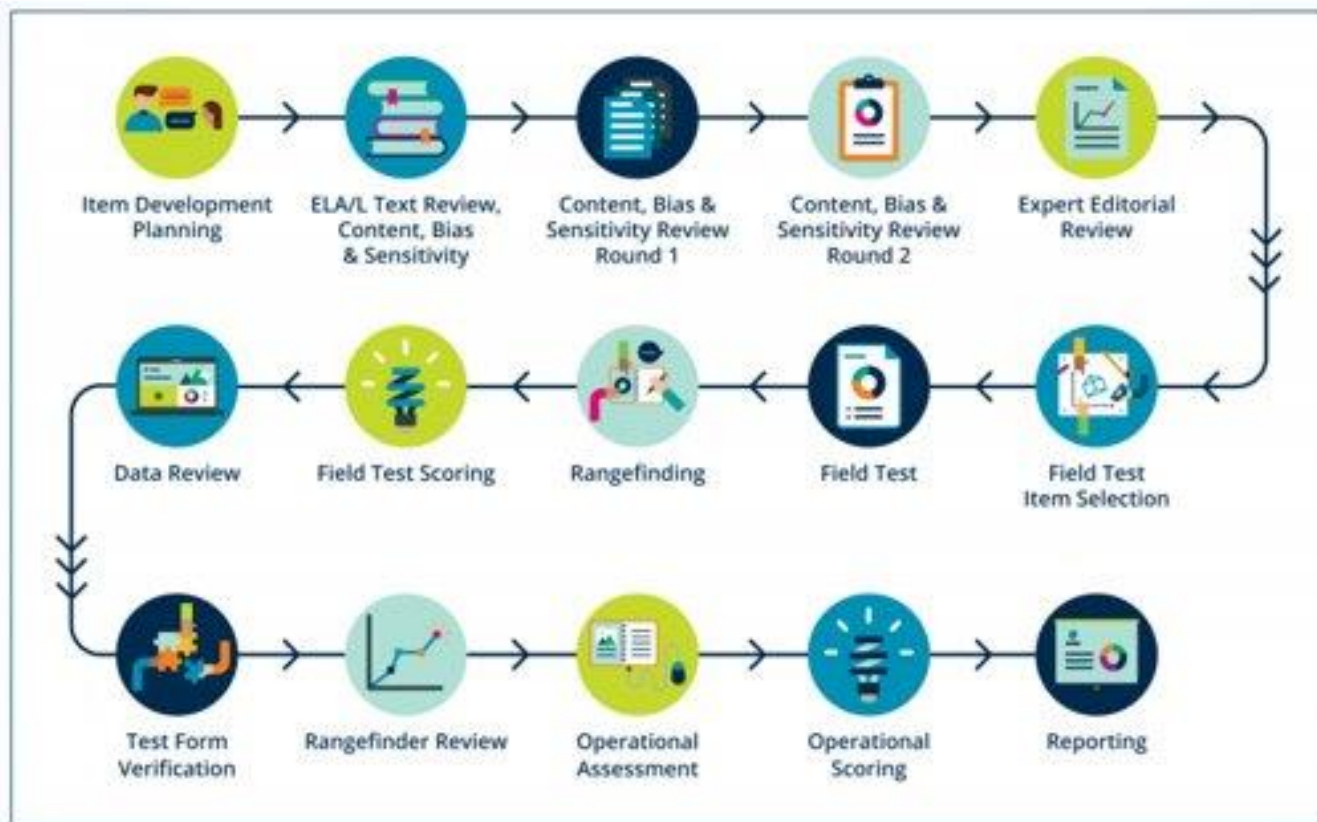 Item Development
Planning
ELA/L Text Review,
Content, Bias
& Sensitivity
Content, Bias &
Sensitivity Review
Round 1
Content, Bias &
Sensitivity Review
Round 2
Expert Editorial
Review
Field Test
Item Selection
Field Test
Rangefinding
Field Test Scoring
Data Review
Test Form
Verification
Rangefinder Review
Operational
Assessment
Operational
Scoring
Reporting